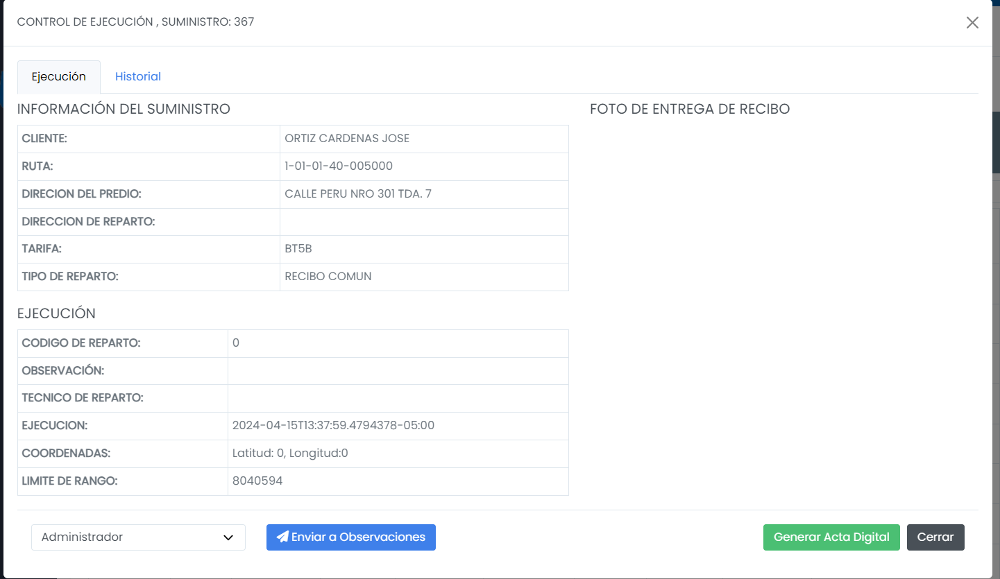 CONTROL DE EJECUCIÓN , SUMINISTRO: 367
Ejecución Historial
INFORMACIÓN DEL SUMINISTRO
CLIENTE: ORTIZ CARDENAS JOSE
RUTA: 1-01-01-40-005000
DIRECION DEL PREDIO: CALLE PERU NRO 301 TDA. 7
DIRECCION DE REPARTO:
TARIFA: BT5B
TIPO DE REPARTO: RECIBO COMUN
EJECUCIÓN
CODIGO DE REPARTO: 0
OBSERVACIÓN:
TECNICO DE REPARTO:
EJECUCION: 2024-04-15T13:37:59.4794378-05:00
COORDENADAS: Latitud: 0, Longitud:0
LIMITE DE RANGO: 8040594
FOTO DE ENTREGA DE RECIBO
Administrador Enviar a Observaciones Generar Acta Digital Cerrar